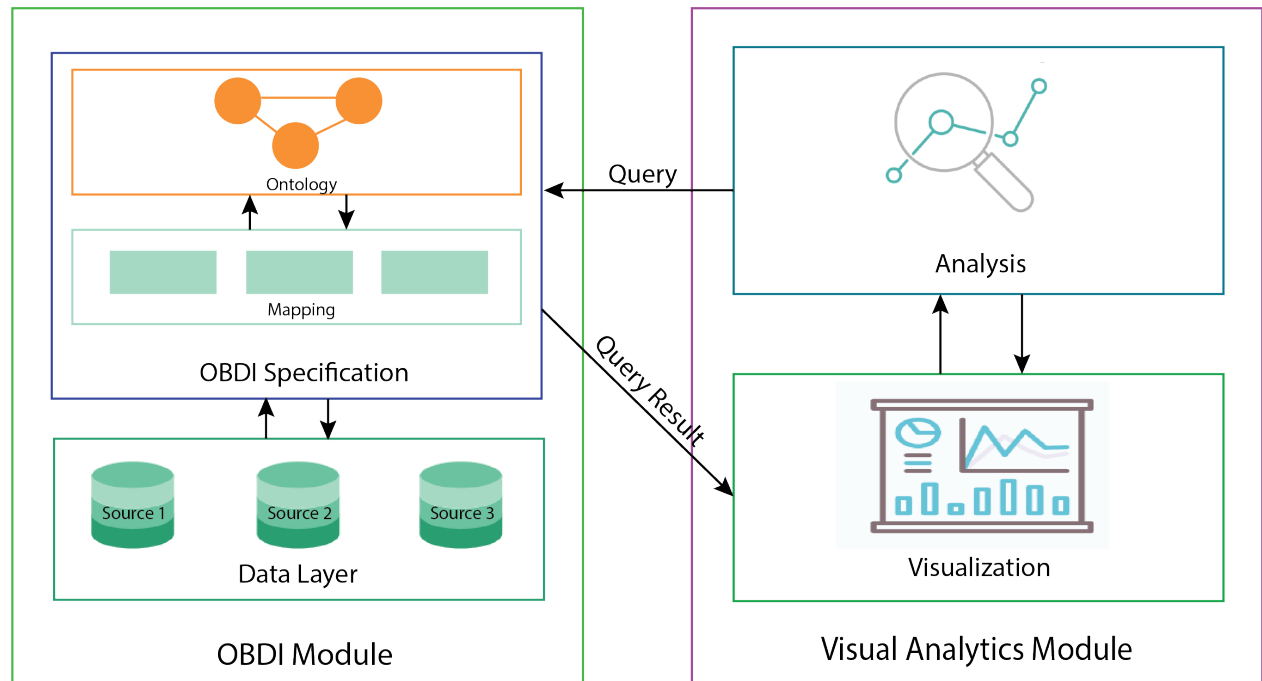 Ontology
Mapping
OBDI Specification
Source 1
Source 2
Source 3
Data Layer
OBDI Module
Query
Query Result
Analysis
Visualization
Visual Analytics Module